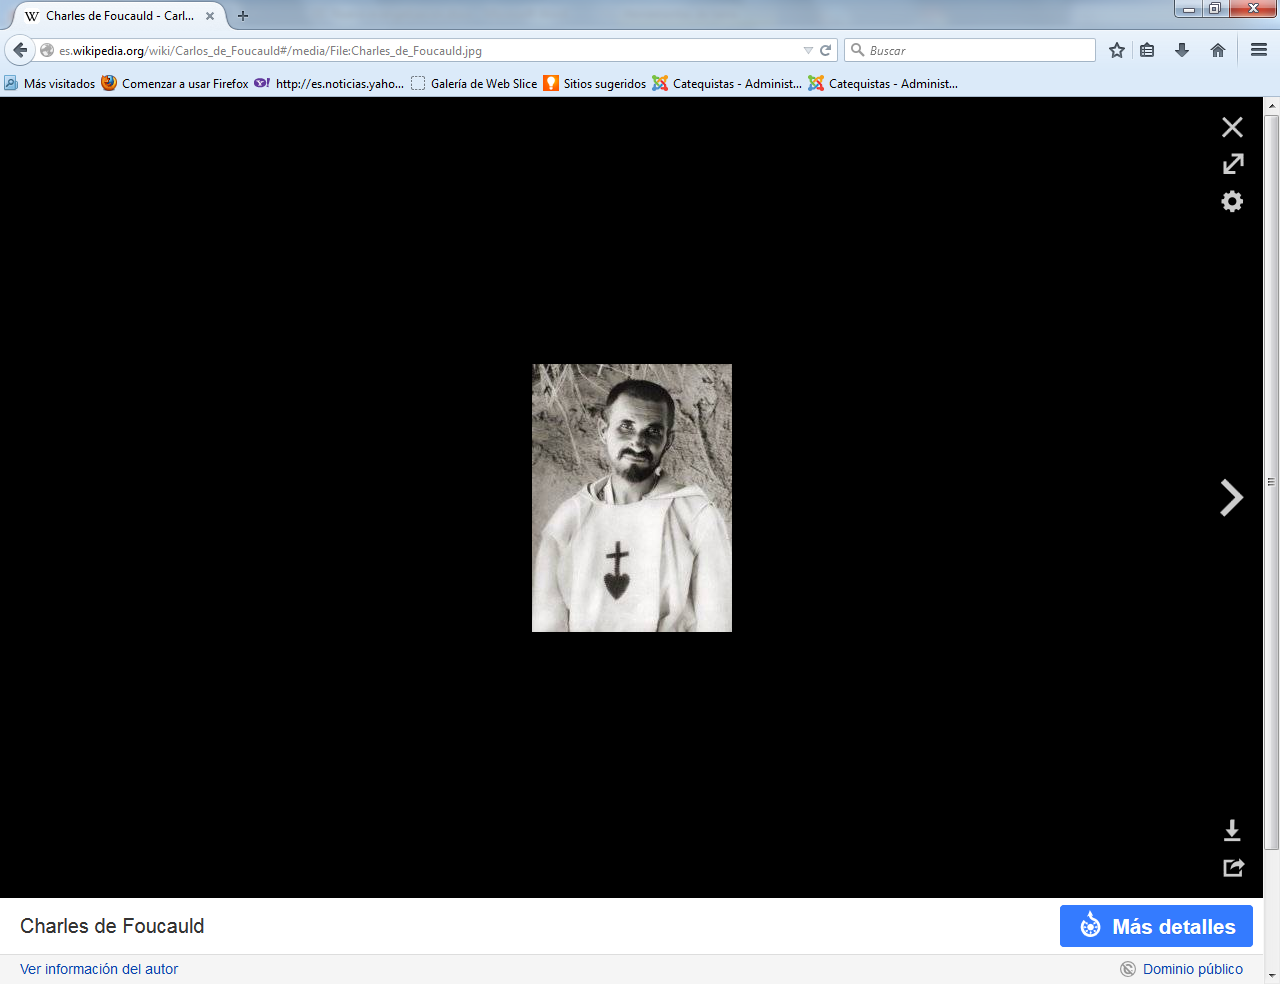 Charles de Foucauld - Carl...
es.wikipedia.org/wiki/Carlos_de_Foucauld#/media/File:Charles_de_Foucauld.jpg
Buscar
Más visitados Comenzar a usar Firefox http://es.noticias.yaho... Galería de Web Slice Sitios sugeridos Catequistas - Administ... Catequistas - Administ...
Charles de Foucauld
Más detalles
Ver información del autor
Dominio público